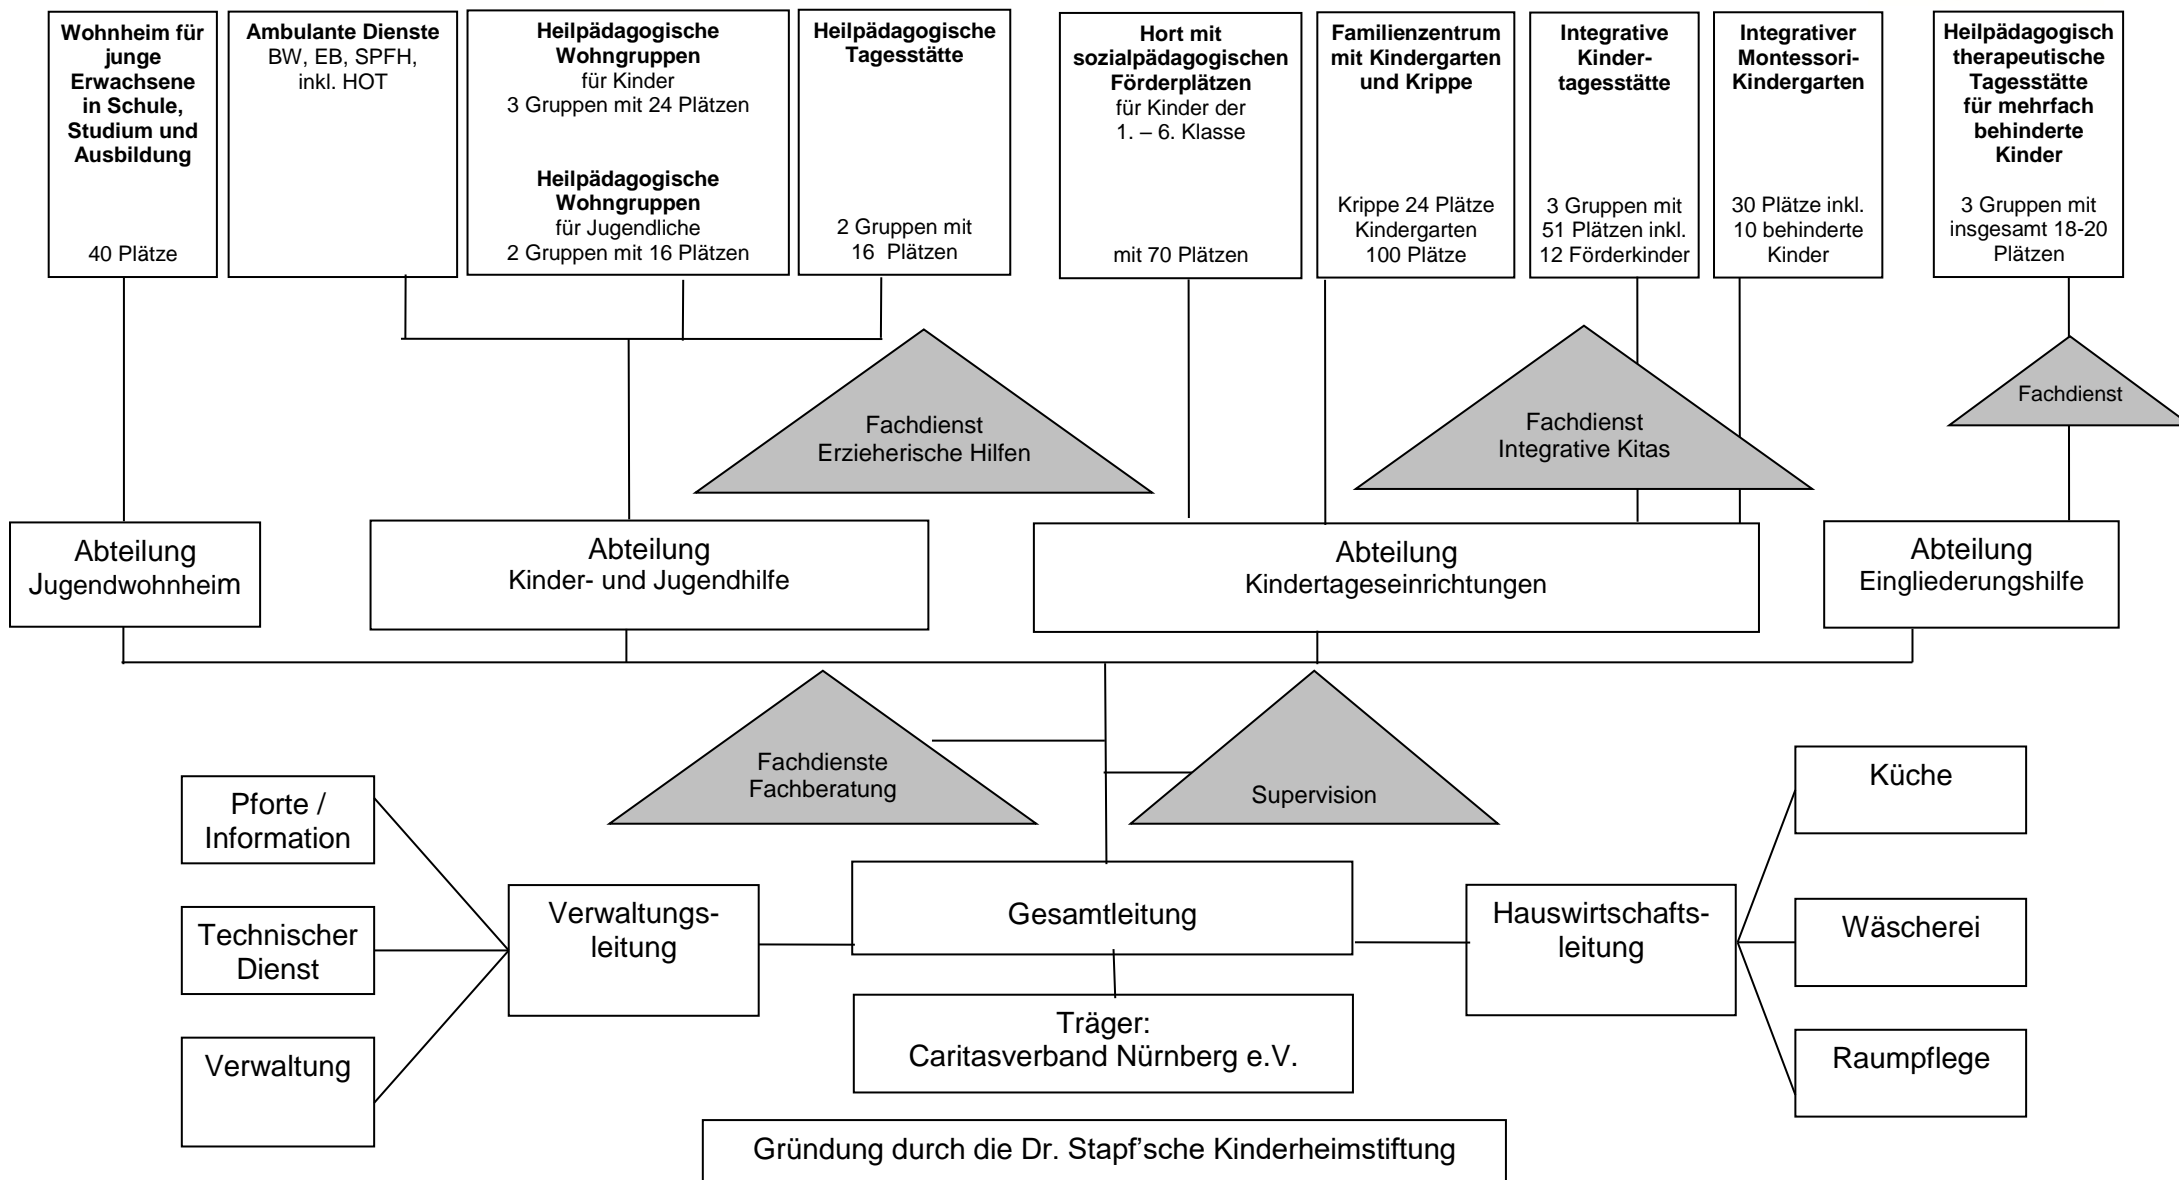 Wohnheim für
junge
Erwachsene
in Schule,
Studium und
Ausbildung
40 Plätze
Ambulante Dienste
BW, EB, SPFH,
inkl. HOT
Heilpädagogische
Wohngruppen
für Kinder
3 Gruppen mit 24 Plätzen
Heilpädagogische
Wohngruppen
für Jugendliche
2 Gruppen mit 16 Plätzen
Heilpädagogische
Tagesstätte
2 Gruppen mit
16 Plätzen
Hort mit
sozialpädagogischen
Förderplätzen
für Kinder der
1. – 6. Klasse
mit 70 Plätzen
Familienzentrum
mit Kindergarten
und Krippe
Krippe 24 Plätze
Kindergarten
100 Plätze
Integrative
Kinder-
tagesstätte
3 Gruppen mit
51 Plätzen inkl.
12 Förderkinder
Integrativer
Montessori-
Kindergarten
30 Plätze inkl.
10 behinderte
Kinder
Heilpädagogisch
therapeutische
Tagesstätte
für mehrfach
behinderte
Kinder
3 Gruppen mit
insgesamt 18-20
Plätzen
Fachdienst
Erzieherische Hilfen
Fachdienst
Integrative Kitas
Fachdienst
Abteilung
Jugendwohnheim
Abteilung
Kinder- und Jugendhilfe
Abteilung
Kindertageseinrichtungen
Abteilung
Eingliederungshilfe
Fachdienste
Fachberatung
Supervision
Pforte /
Information
Technischer
Dienst
Verwaltung
Verwaltungs-
leitung
Gesamtleitung
Hauswirtschafts-
leitung
Küche
Wäscherei
Raumpflege
Träger:
Caritasverband Nürnberg e.V.
Gründung durch die Dr. Stapf’sche Kinderheimstiftung